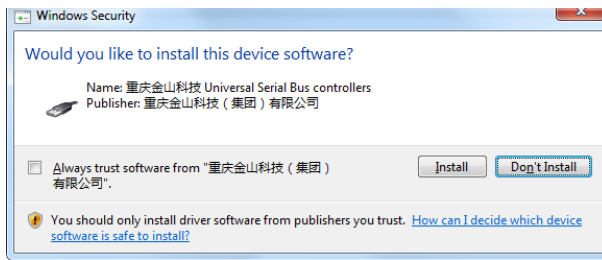 Windows Security
Would you like to install this device software?
Name: 重庆金山科技 Universal Serial Bus controllers
Publisher: 重庆金山科技（集团）有限公司
Always trust software from "重庆金山科技（集团）
有限公司".
Install
Don't Install
You should only install driver software from publishers you trust. How can I decide which device
software is safe to install?